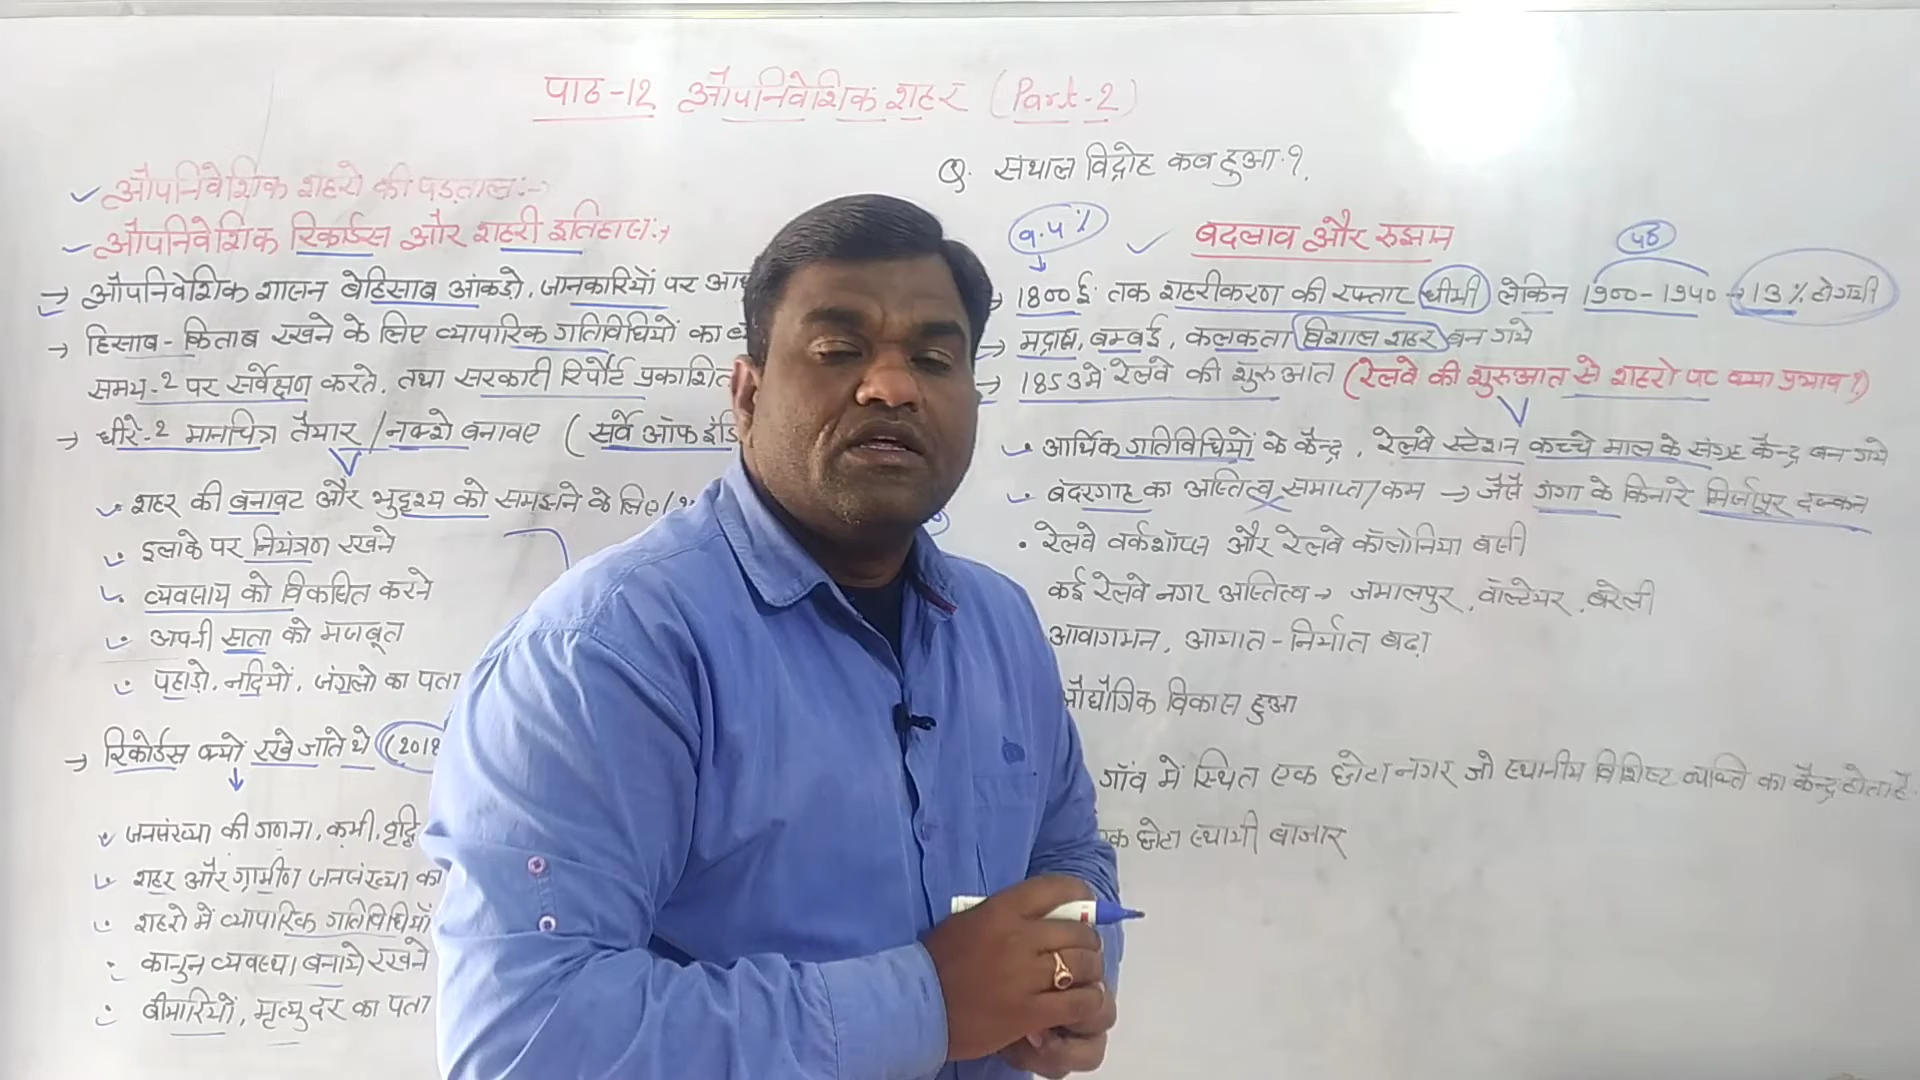 पाठ-12 औपनिवेशिक शहर (Part-2)
औपनिवेशिक शहरो की पड़ताल:-
औपनिवेशिक रिकार्डस और शहरी इतिहास:→
→ औपनिवेशिक शासन बेहिसाब आंकडो, जानकारियों पर आ
→ हिसाब-किताब रखने के लिए व्यापारिक गतिविधियों का
समय-2 पर सर्वेक्षण करते, तथा सरकारी रिपोर्ट प्रकाशित
→ धीरे-2 मानचित्र तैयार / नक्शे बनवाए (सर्वे ऑफ इंडि
शहर की बनावट और भुदृश्य को समझने के लिए
इलाके पर नियंत्रण रखने
व्यवसाय को विकसित करने
अपनी सता को मजबूत
पहाडो, नदियों, जंगलो का पता
→ रिकोर्डस क्यों रखे जाते थे (2018
जनसंख्या की गणना, कमी, वृद्धि
शहर और ग्रामीण जनसंख्या का
शहरो में व्यापारिक गतिविधियाँ
कानुन व्यवस्था बनाये रखने
बीमारियों, मृत्यु दर का पता
Q. संथाल विद्रोह कब हुआ?
बदलाव और रुझान
→ 1800 ई. तक शहरीकरण की रफ्तार धीमी लेकिन 1900-1940 → 13% होगयी
→ मद्रास, बम्बई, कलकता विशाल शहर बन गये
→ 1853 में रेलवे की शुरुआत (रेलवे की शुरुआत से शहरो पर क्या प्रभाव?)
आर्थिक गतिविधियों के केन्द्र, रेलवे स्टेशन कच्चे माल के संग्रह केन्द्र बन गये
बंदरगाह का अस्तित्व समाप्त/कम → जैसे गंगा के किनारे मिर्जापुर दक्कन
• रेलवे वर्कशॉप्स और रेलवे कॉलोनिया बसी
कई रेलवे नगर अस्तित्व → जमालपुर, वॉल्टेयर, बरेली
आवागमन, आयात-निर्यात बढ़ा
औद्योगिक विकास हुआ
गाँव में स्थित एक छोटा नगर जो स्थानीय विशिष्ट व्यक्ति का केन्द्र होता है.
एक छोटा स्थायी बाजार